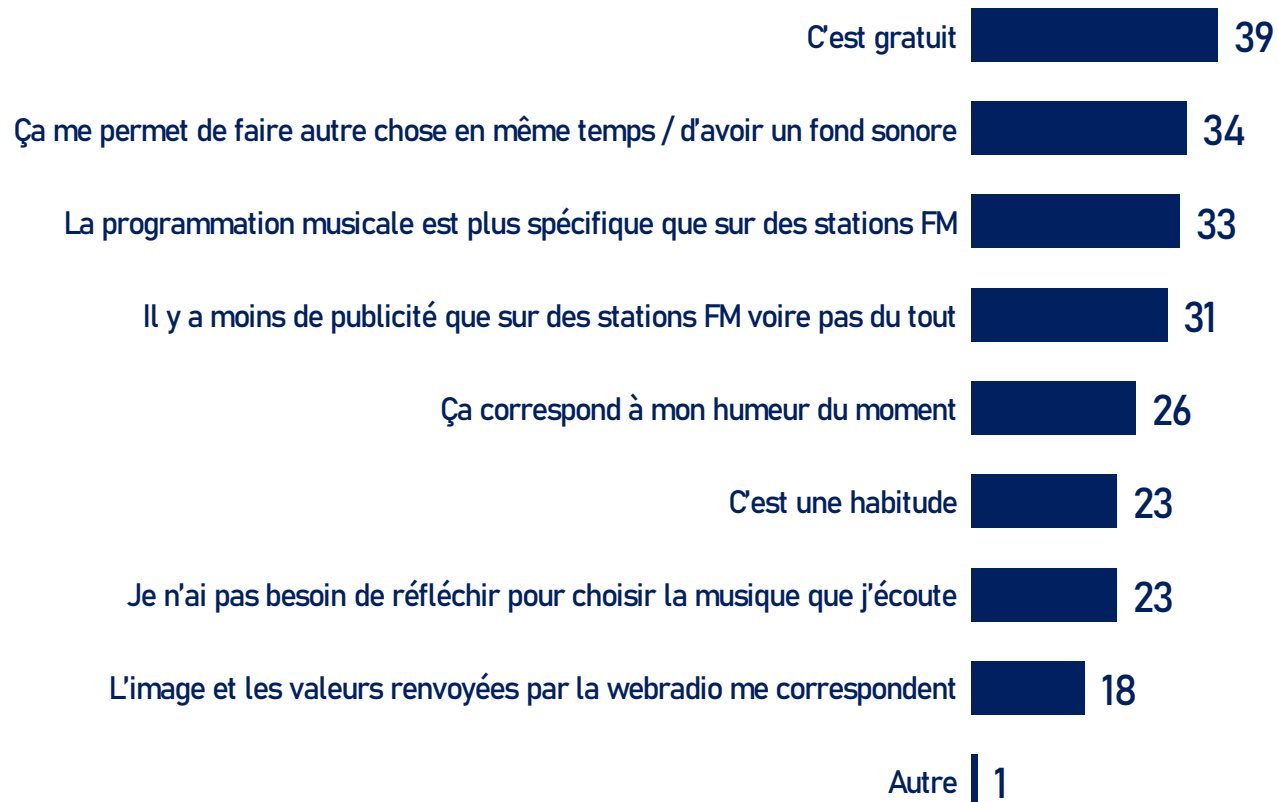 C'est gratuit 39
Ça me permet de faire autre chose en même temps / d'avoir un fond sonore 34
La programmation musicale est plus spécifique que sur des stations FM 33
Il y a moins de publicité que sur des stations FM voire pas du tout 31
Ça correspond à mon humeur du moment 26
C'est une habitude 23
Je n'ai pas besoin de réfléchir pour choisir la musique que j'écoute 23
L'image et les valeurs renvoyées par la webradio me correspondent 18
Autre 1